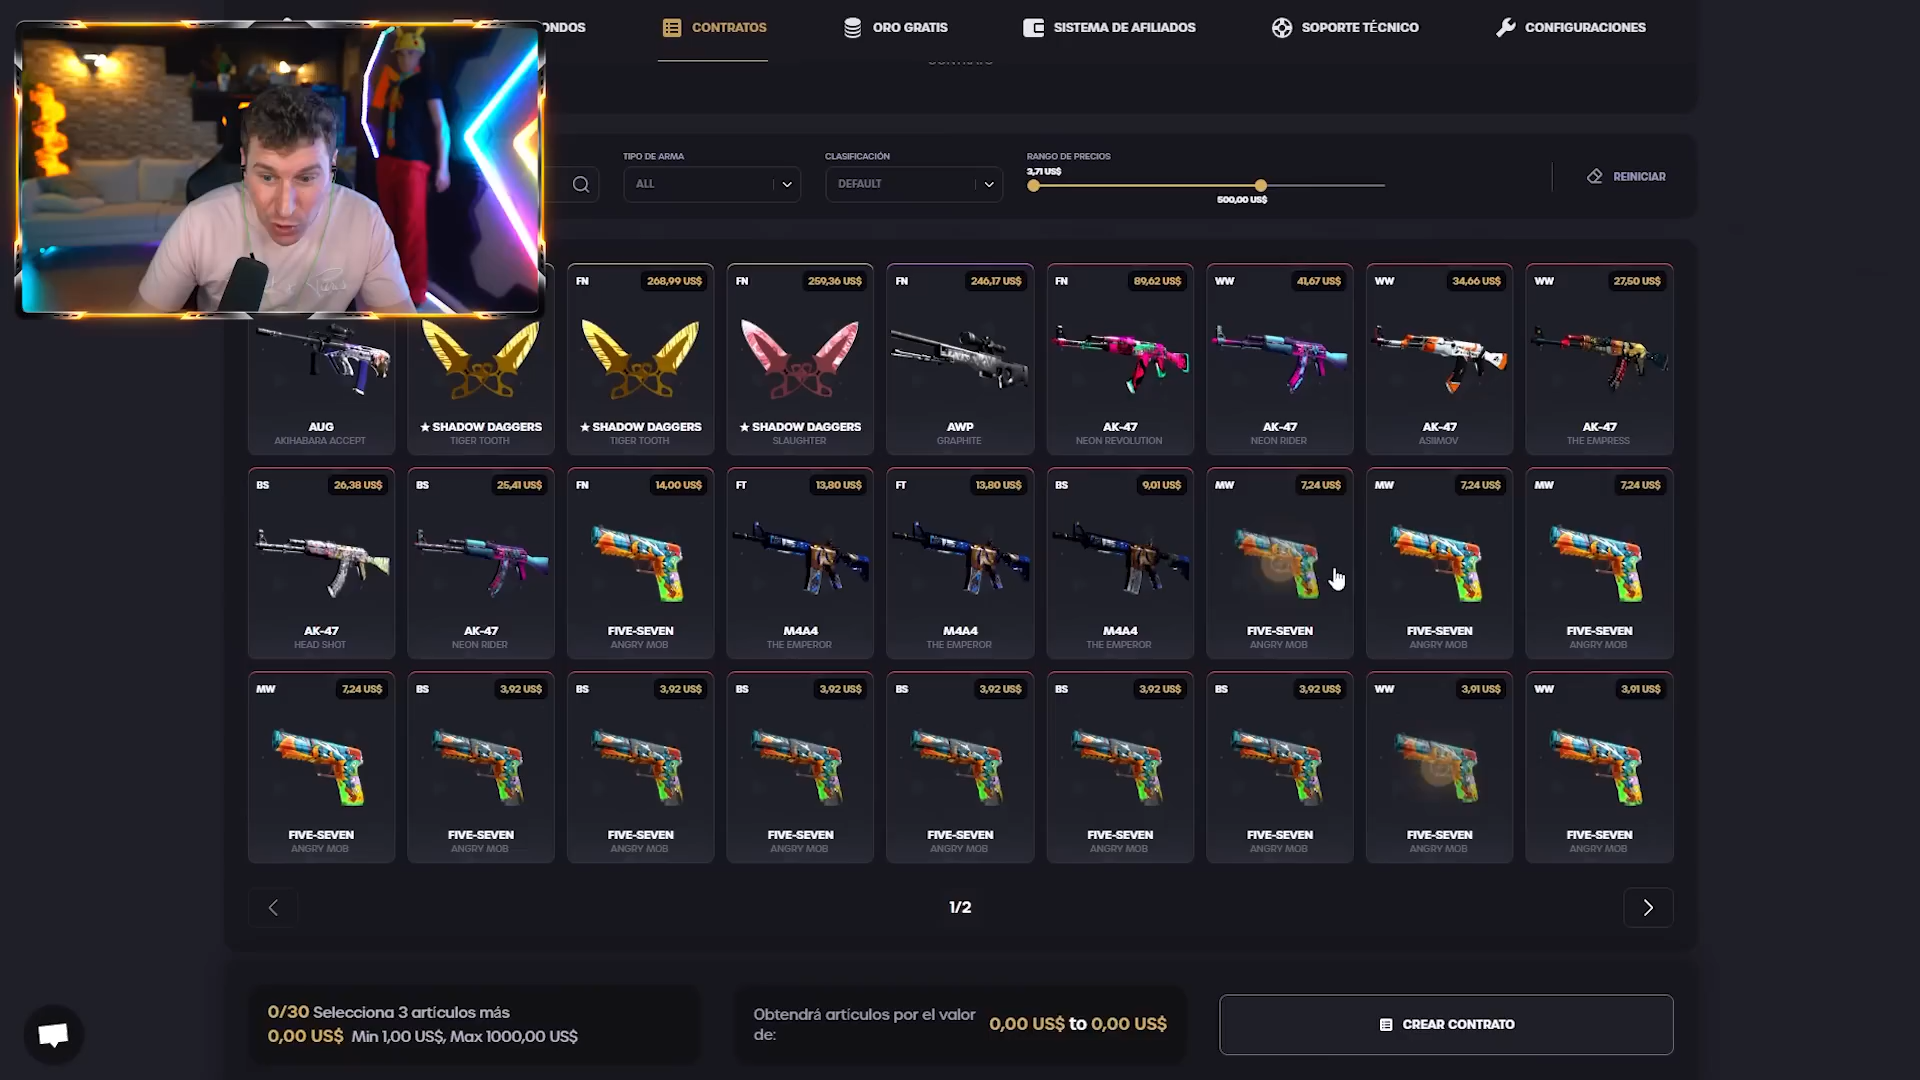 ONDOS
CONTRATOS
ORO GRATIS
SISTEMA DE AFILIADOS
SOPORTE TÉCNICO
CONFIGURACIONES
CONTRATO
TIPO DE ARMA
ALL
CLASIFICACIÓN
DEFAULT
RANGO DE PRECIOS
3,71 US$
500,00 US$
REINICIAR
AUG
AKIHABARA ACCEPT
★ SHADOW DAGGERS
TIGER TOOTH
FN 268,99 US$
★ SHADOW DAGGERS
TIGER TOOTH
FN 259,36 US$
★ SHADOW DAGGERS
SLAUGHTER
FN 246,17 US$
AWP
GRAPHITE
FN 89,62 US$
AK-47
NEON REVOLUTION
WW 41,67 US$
AK-47
NEON RIDER
WW 34,66 US$
AK-47
ASIIMOV
WW 27,50 US$
AK-47
THE EMPRESS
BS 26,38 US$
AK-47
HEAD SHOT
BS 25,41 US$
AK-47
NEON RIDER
FN 14,00 US$
FIVE-SEVEN
ANGRY MOB
FT 13,80 US$
M4A4
THE EMPEROR
FT 13,80 US$
M4A4
THE EMPEROR
BS 9,01 US$
M4A4
THE EMPEROR
MW 7,24 US$
FIVE-SEVEN
ANGRY MOB
MW 7,24 US$
FIVE-SEVEN
ANGRY MOB
MW 7,24 US$
FIVE-SEVEN
ANGRY MOB
MW 7,24 US$
FIVE-SEVEN
ANGRY MOB
BS 3,92 US$
FIVE-SEVEN
ANGRY MOB
BS 3,92 US$
FIVE-SEVEN
ANGRY MOB
BS 3,92 US$
FIVE-SEVEN
ANGRY MOB
BS 3,92 US$
FIVE-SEVEN
ANGRY MOB
BS 3,92 US$
FIVE-SEVEN
ANGRY MOB
BS 3,92 US$
FIVE-SEVEN
ANGRY MOB
WW 3,91 US$
FIVE-SEVEN
ANGRY MOB
WW 3,91 US$
FIVE-SEVEN
ANGRY MOB
1/2
0/30 Selecciona 3 artículos más
0,00 US$ Min 1,00 US$, Max 1000,00 US$
Obtendrá artículos por el valor
de:
0,00 US$ to 0,00 US$
CREAR CONTRATO